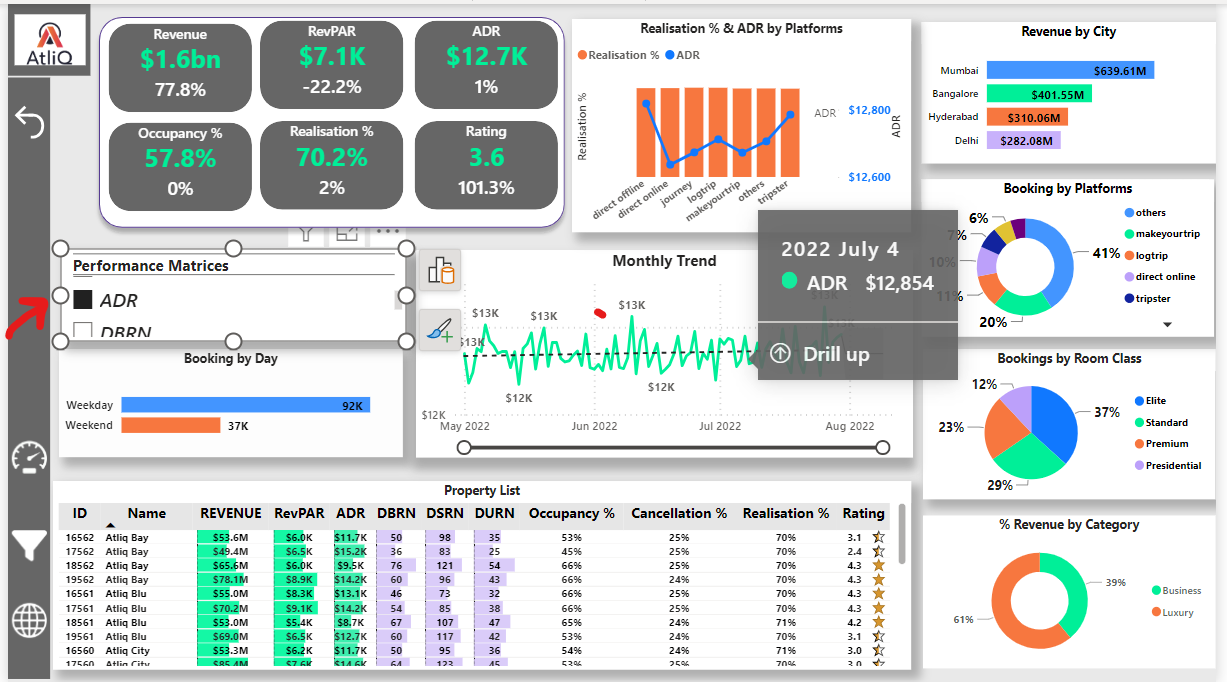 AtliQ
Revenue
$1.6bn
77.8%
RevPAR
$7.1K
-22.2%
ADR
$12.7K
1%
Occupancy %
57.8%
0%
Realisation %
70.2%
2%
Rating
3.6
101.3%
Realisation % & ADR by Platforms
Realisation % ADR
Realisation %
ADR
$12,800
$12,600
ADR
direct offline
direct online
journey
logtrip
makeyourtrip
others
tripster
Revenue by City
Mumbai $639.61M
Bangalore $401.55M
Hyderabad $310.06M
Delhi $282.08M
Performance Matrices
ADR
DBRN
Booking by Day
Weekday 92K
Weekend 37K
Monthly Trend
$13K
$13K
$13K
$13K
$12K
$12K
$12K
May 2022 Jun 2022 Jul 2022 Aug 2022
2022 July 4
ADR $12,854
Drill up
Booking by Platforms
6%
7%
10%
11%
20%
41%
others
makeyourtrip
logtrip
direct online
tripster
Bookings by Room Class
12%
23%
29%
37%
Elite
Standard
Premium
Presidential
% Revenue by Category
39%
61%
Business
Luxury
Property List
ID Name REVENUE RevPAR ADR DBRN DSRN DURN Occupancy % Cancellation % Realisation % Rating
16562 Atliq Bay $53.6M $6.0K $11.7K 50 98 35 53% 25% 70% 3.1
17562 Atliq Bay $49.4M $6.5K $15.2K 36 83 25 45% 25% 70% 2.4
18562 Atliq Bay $65.6M $6.0K $9.5K 76 121 54 66% 25% 70% 4.3
19562 Atliq Bay $78.1M $8.9K $14.2K 60 96 43 66% 24% 70% 4.3
16561 Atliq Blu $55.0M $8.3K $13.1K 46 73 32 66% 24% 70% 4.3
17561 Atliq Blu $70.2M $9.1K $14.2K 54 85 38 66% 25% 70% 4.3
18561 Atliq Blu $53.0M $5.4K $8.7K 67 107 47 65% 24% 71% 4.2
19561 Atliq Blu $69.0M $6.5K $12.7K 60 117 42 53% 24% 70% 3.1
16560 Atliq City $53.3M $6.2K $11.7K 50 95 36 54% 24% 71% 3.0
17560 Atliq City $85.4M $7.6K $14.6K 64 123 45 53% 25% 70% 3.0